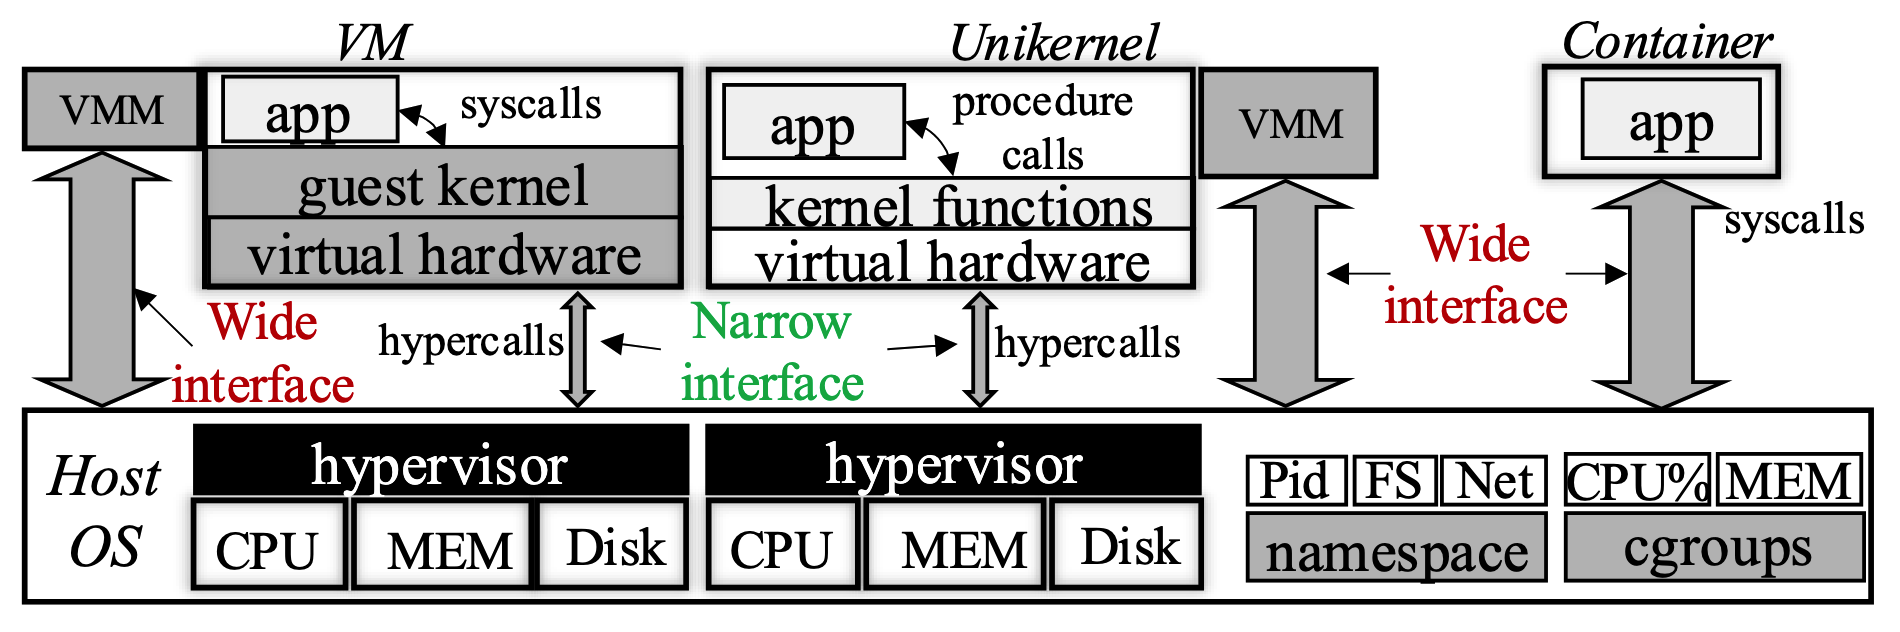 VM
Unikernel
Container
VMM
app
syscalls
guest kernel
virtual hardware
app
procedure
calls
kernel functions
virtual hardware
VMM
app
syscalls
Wide
interface
hypercalls
Narrow
interface
hypercalls
Wide
interface
Host
OS
hypervisor
CPU
MEM
Disk
hypervisor
CPU
MEM
Disk
Pid
FS
Net
namespace
CPU%
MEM
cgroups